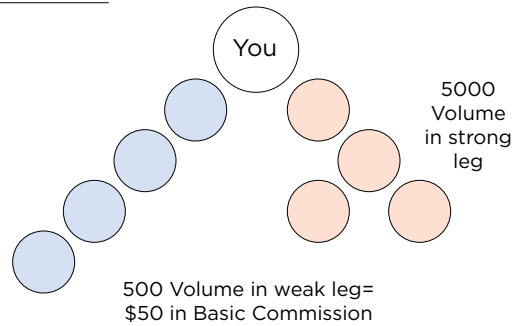 You
5000
Volume
in strong
leg
500 Volume in weak leg=
$50 in Basic Commission